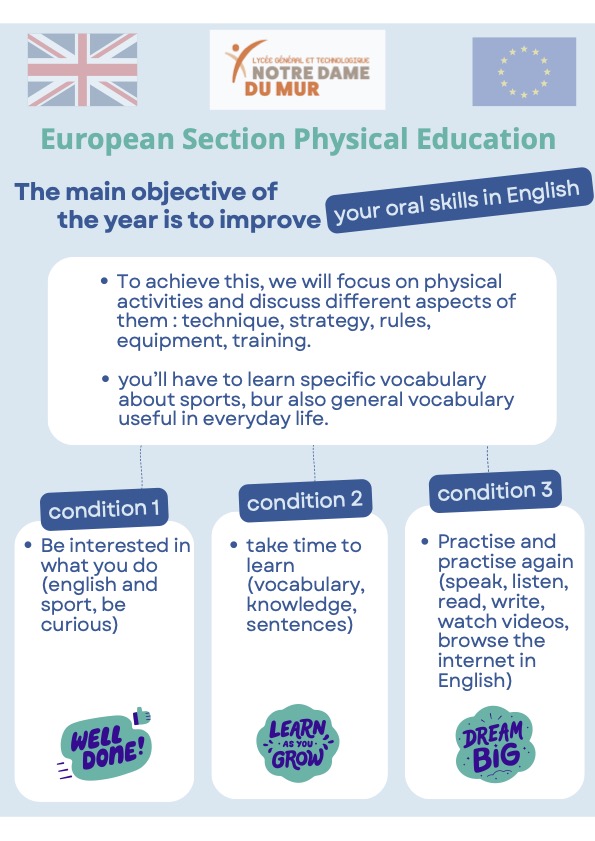 LYCÉE GÉNÉRAL ET TECHNOLOGIQUE
NOTRE DAME
DU MUR
European Section Physical Education
The main objective of
the year is to improve your oral skills in English
• To achieve this, we will focus on physical
activities and discuss different aspects of
them : technique, strategy, rules,
equipment, training.
• you'll have to learn specific vocabulary
about sports, bur also general vocabulary
useful in everyday life.
condition 1
• Be interested in
what you do
(english and
sport, be
curious)
WELL
DONE!
condition 2
• take time to
learn
(vocabulary,
knowledge,
sentences)
LEARN
AS YOU
GROW
condition 3
• Practise and
practise again
(speak, listen,
read, write,
watch videos,
browse the
internet in
English)
DREAM
BIG